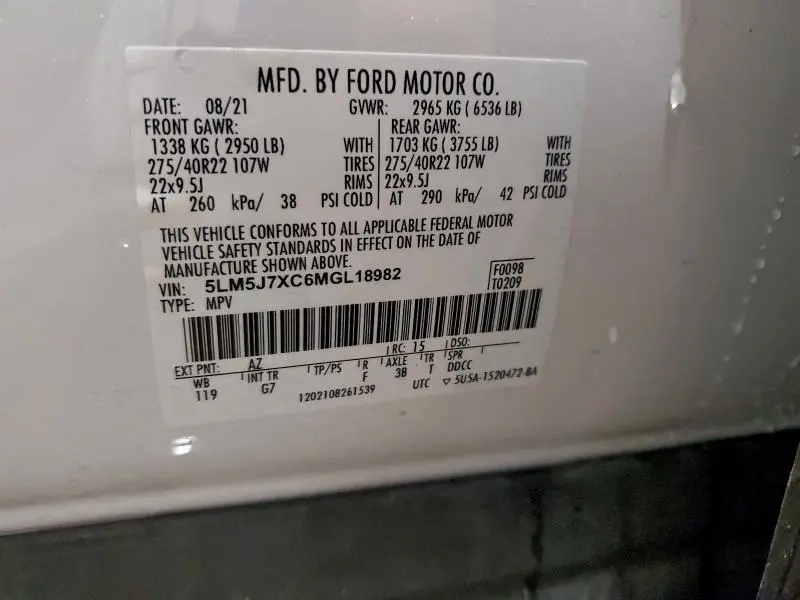 MFD. BY FORD MOTOR CO.
DATE: 08/21 GVWR: 2965 KG ( 6536 LB)
FRONT GAWR: REAR GAWR:
1338 KG ( 2950 LB) WITH 1703 KG ( 3755 LB) WITH
275/40R22 107W TIRES 275/40R22 107W TIRES
22x9.5J RIMS 22x9.5J RIMS
AT 260 kPa/ 38 PSI COLD AT 290 kPa/ 42 PSI COLD
THIS VEHICLE CONFORMS TO ALL APPLICABLE FEDERAL MOTOR
VEHICLE SAFETY STANDARDS IN EFFECT ON THE DATE OF
MANUFACTURE SHOWN ABOVE.
VIN: 5LM5J7XC6MGL18982 F0098
TYPE: MPV T0209
EXT PNT: AZ RC: 15 DSO:
WB INT TR TP/PS R AXLE TR SPR
119 G7 F 3B T DDCC
1202108261539 UTC ▽ 5U5A-1520472-BA